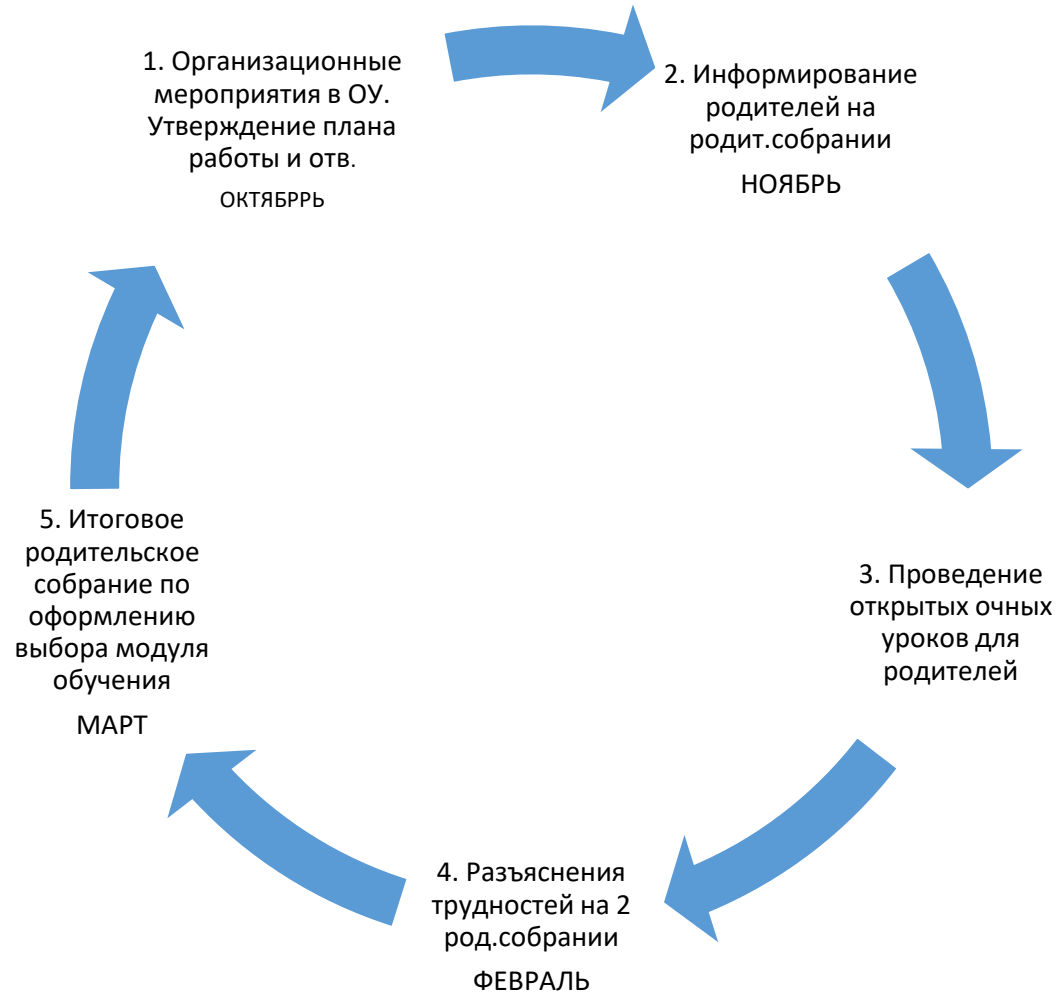 1. Организационные
мероприятия в ОУ.
Утверждение плана
работы и отв.
ОКТЯБРРЬ
2. Информирование
родителей на
родит.собрании
НОЯБРЬ
3. Проведение
открытых очных
уроков для
родителей
4. Разъяснения
трудностей на 2
род.собрании
ФЕВРАЛЬ
5. Итоговое
родительское
собрание по
оформлению
выбора модуля
обучения
МАРТ